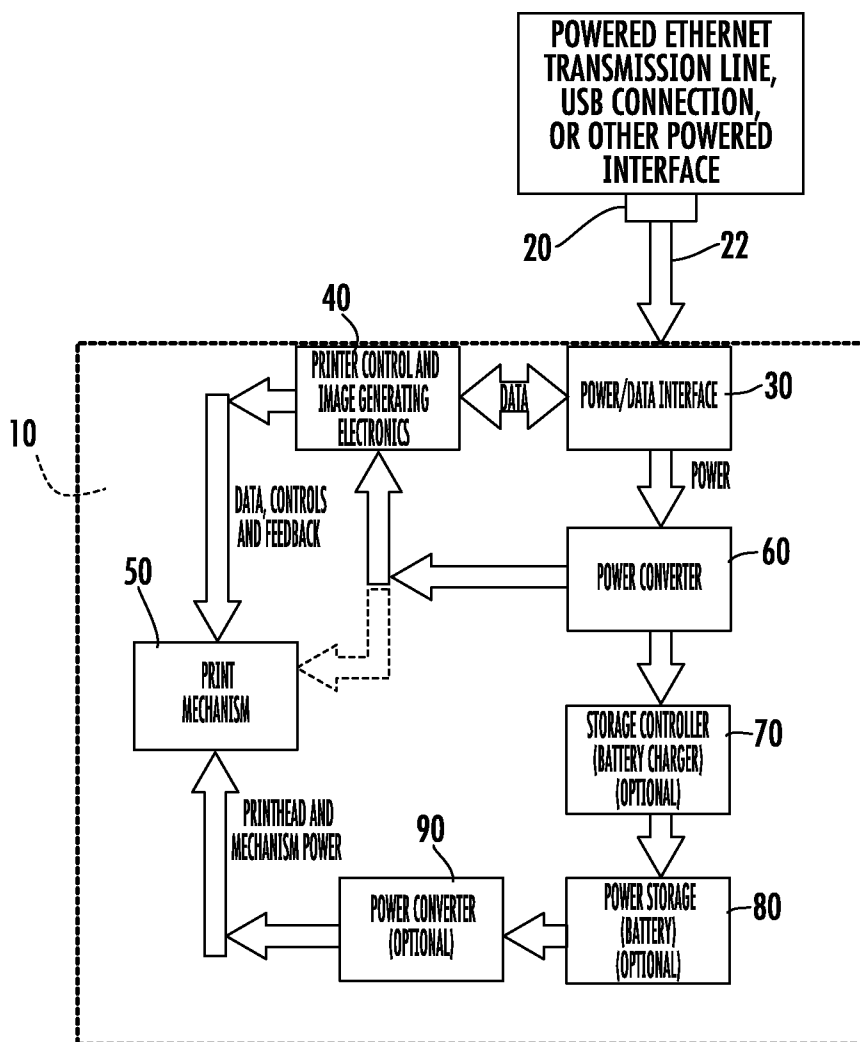 POWERED ETHERNET
TRANSMISSION LINE,
USB CONNECTION,
OR OTHER POWERED
INTERFACE
20
22
40
PRINTER CONTROL AND
IMAGE GENERATING
ELECTRONICS
DATA
POWER/DATA INTERFACE
30
10
POWER
DATA, CONTROLS
AND FEEDBACK
60
POWER CONVERTER
50
PRINT
MECHANISM
STORAGE CONTROLLER
(BATTERY CHARGER)
(OPTIONAL)
70
PRINTHEAD AND
MECHANISM POWER
90
POWER CONVERTER
(OPTIONAL)
POWER STORAGE
(BATTERY)
(OPTIONAL)
80